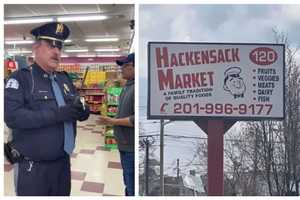 HACKENSACK
MARKET
120
A FAMILY TRADITION
OF QUALITY FOODS
• FRUITS
• VEGGIES
• MEATS
• DAIRY
• FISH
201-996-9177